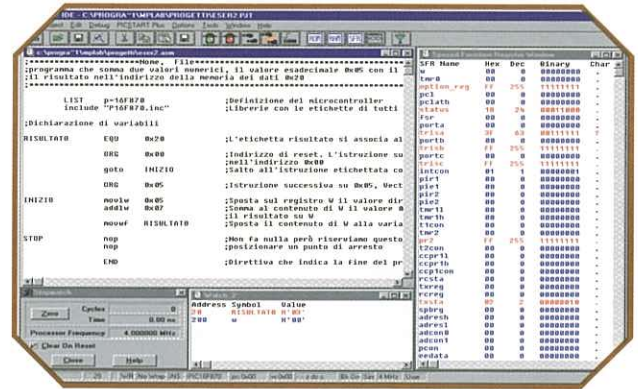 IDE - C:\PROGRA~1\MPLAB\PROGETTI\ESER2.PJT
Edit Debug PICSTART Plus Options Tools Window Help
c:\progra~1\mplab\progetti\eser2.asm
Nome, File
;programma che somma due valori numerici, il valore esadecimale 0x05 con il
;il risultato nell'indirizzo della memoria dei dati 0x20
LIST p=16F870 ;Definizione del microcontroller
include "P16F870.inc" ;Librerie con le etichette di tutti
;Dichiarazione di variabili
RISULTATO EQU 0x20 ;L'etichetta risultato si associa al
ORG 0x00 ;Indirizzo di reset, L'istruzione su
;nell'indirizzo 0x00
goto INIZIO ;Salto all'istruzione etichettata co
ORG 0x05 ;Istruzione successiva su 0x05, Vect
INIZIO movlw 0x05 ;Sposta sul registro W il valore dir
addlw 0x07 ;Somma al contenuto di W il valore
;il risultato su W
movwf RISULTATO ;Sposta il contenuto di W alla varia
STOP nop ;Non fa nulla però riserviamo questo
nop ;posizionare un punto di arresto
END ;Direttiva che indica la fine del pr
Special Function Register Window
SFR Name Hex Dec Binary Char
w 00 0 00000000 .
tmr0 00 0 00000000 .
option_reg FF 255 11111111 .
pcl 00 0 00000000 .
pclath 00 0 00000000 .
status 18 24 00011000 .
fsr 00 0 00000000 .
porta 00 0 00000000 .
trisa 3F 63 00111111 ?
portb 00 0 00000000 .
trisb FF 255 11111111 .
portc 00 0 00000000 .
trisc FF 255 11111111 .
intcon 01 1 00000001 .
pir1 00 0 00000000 .
pie1 00 0 00000000 .
pir2 00 0 00000000 .
pie2 00 0 00000000 .
tmr1l 00 0 00000000 .
tmr1h 00 0 00000000 .
t1con 00 0 00000000 .
tmr2 00 0 00000000 .
pr2 FF 255 11111111 .
t2con 00 0 00000000 .
ccpr1l 00 0 00000000 .
ccpr1h 00 0 00000000 .
ccp1con 00 0 00000000 .
rcsta 00 0 00000000 .
txreg 00 0 00000000 .
rcreg 00 0 00000000 .
txsta 02 2 00000010 .
spbrg 00 0 00000000 .
adresh 00 0 00000000 .
adresl 00 0 00000000 .
adcon0 00 0 00000000 .
adcon1 00 0 00000000 .
pcon 00 0 00000000 .
eedata 00 0 00000000 .
Stopwatch
Zero Cycles 0
Time 0.00 us
Processor Frequency 4.000000 MHz
Clear On Reset
Close Help
Address Symbol Value
20 RISULTATO H'03'
200 w H'00'
No Wrap INS PIC16F870 pc:0x00 w:0x00 Bk On Sim 4 MHz User